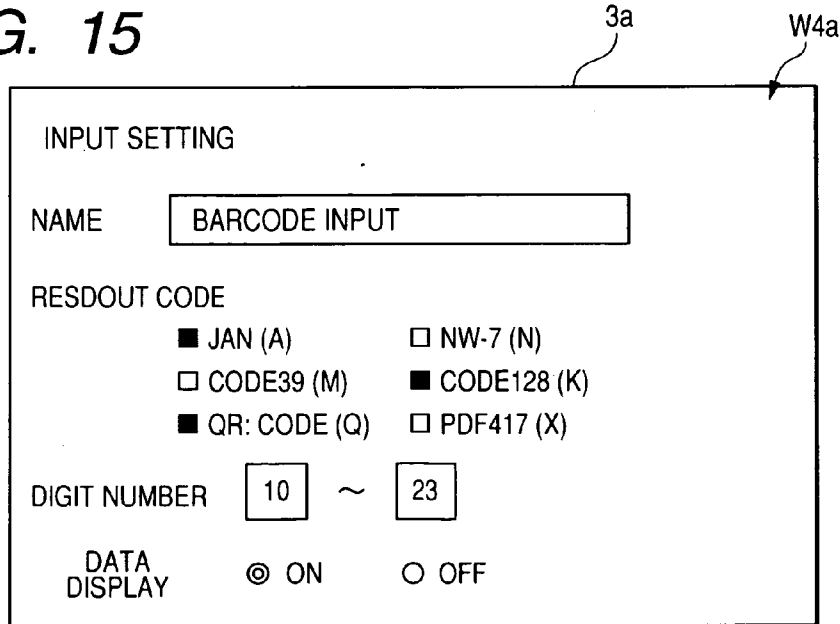 G. 15
3a
W4a
INPUT SETTING
NAME BARCODE INPUT
RESDOUT CODE
■ JAN (A) □ NW-7 (N)
□ CODE39 (M) ■ CODE128 (K)
■ QR: CODE (Q) □ PDF417 (X)
DIGIT NUMBER 10 ~ 23
DATA
DISPLAY ◎ ON ○ OFF